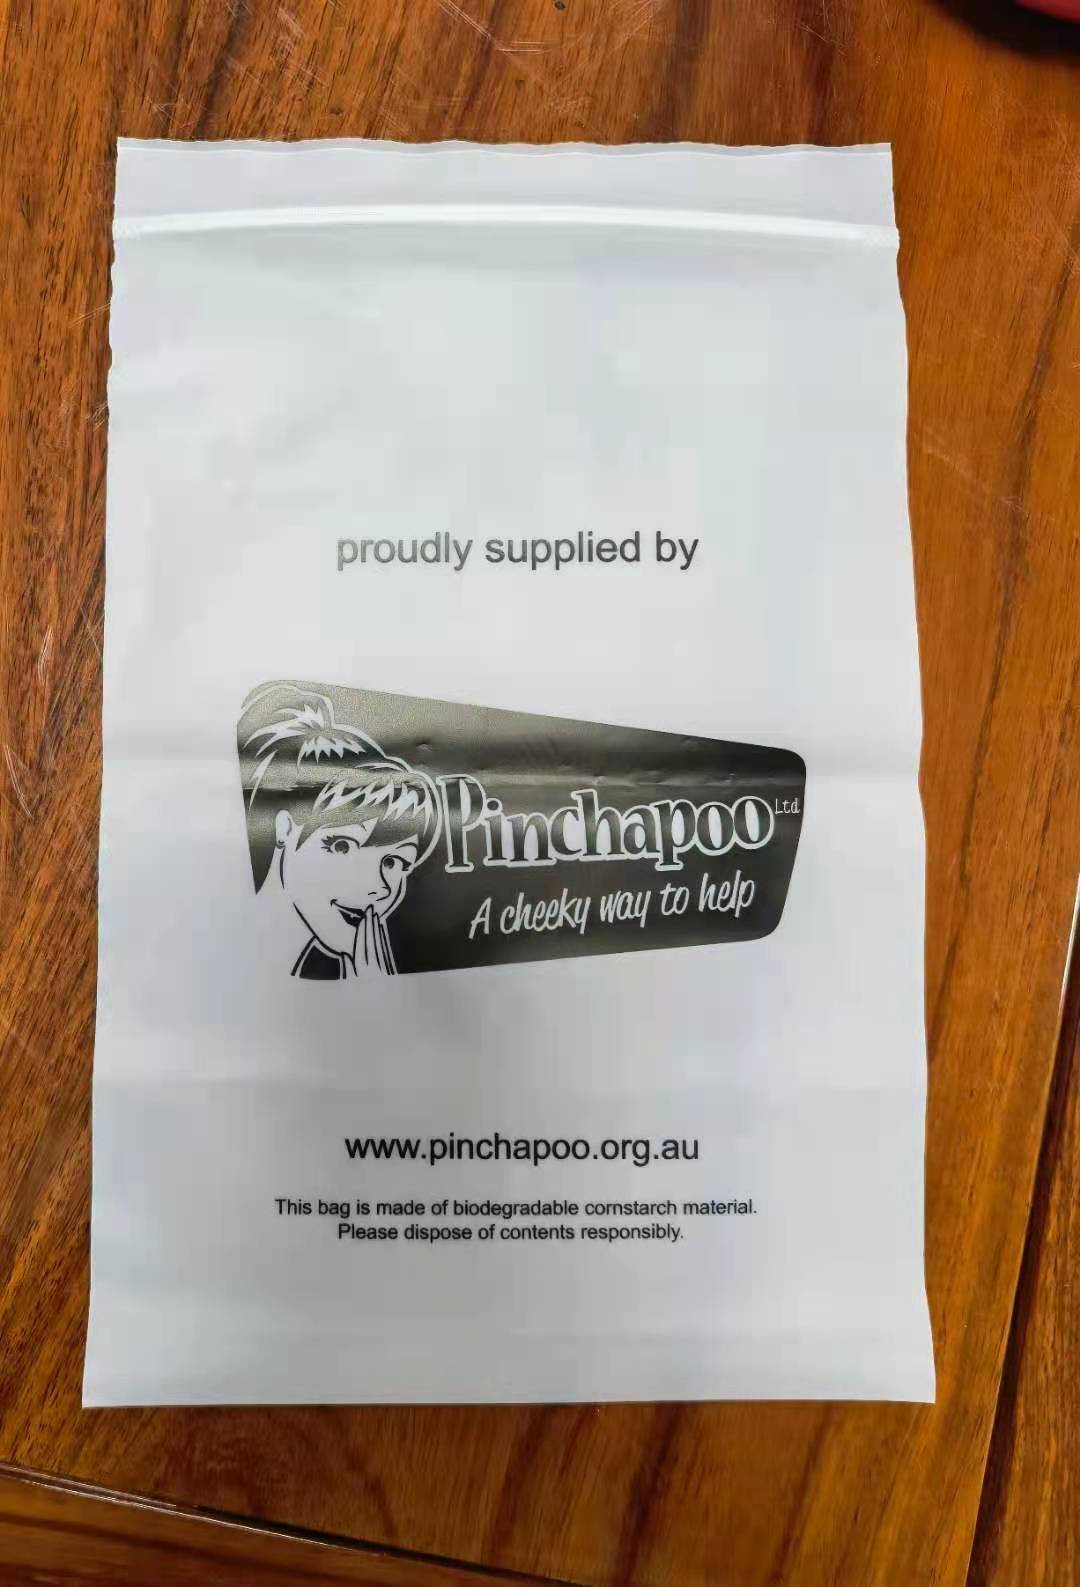 proudly supplied by
Pinchapoo Ltd
A cheeky way to help
www.pinchapoo.org.au
This bag is made of biodegradable cornstarch material.
Please dispose of contents responsibly.